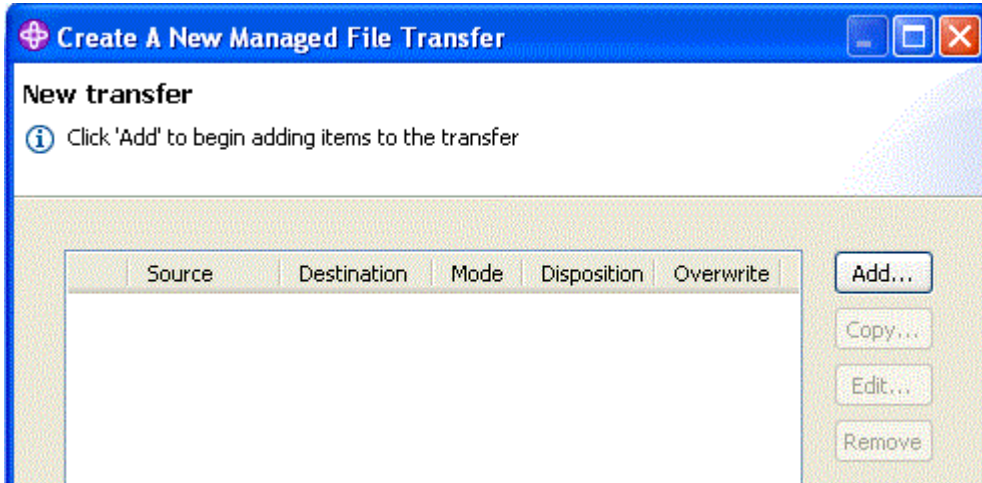 Create A New Managed File Transfer
New transfer
Click 'Add' to begin adding items to the transfer
Source Destination Mode Disposition Overwrite
Add...
Copy...
Edit...
Remove